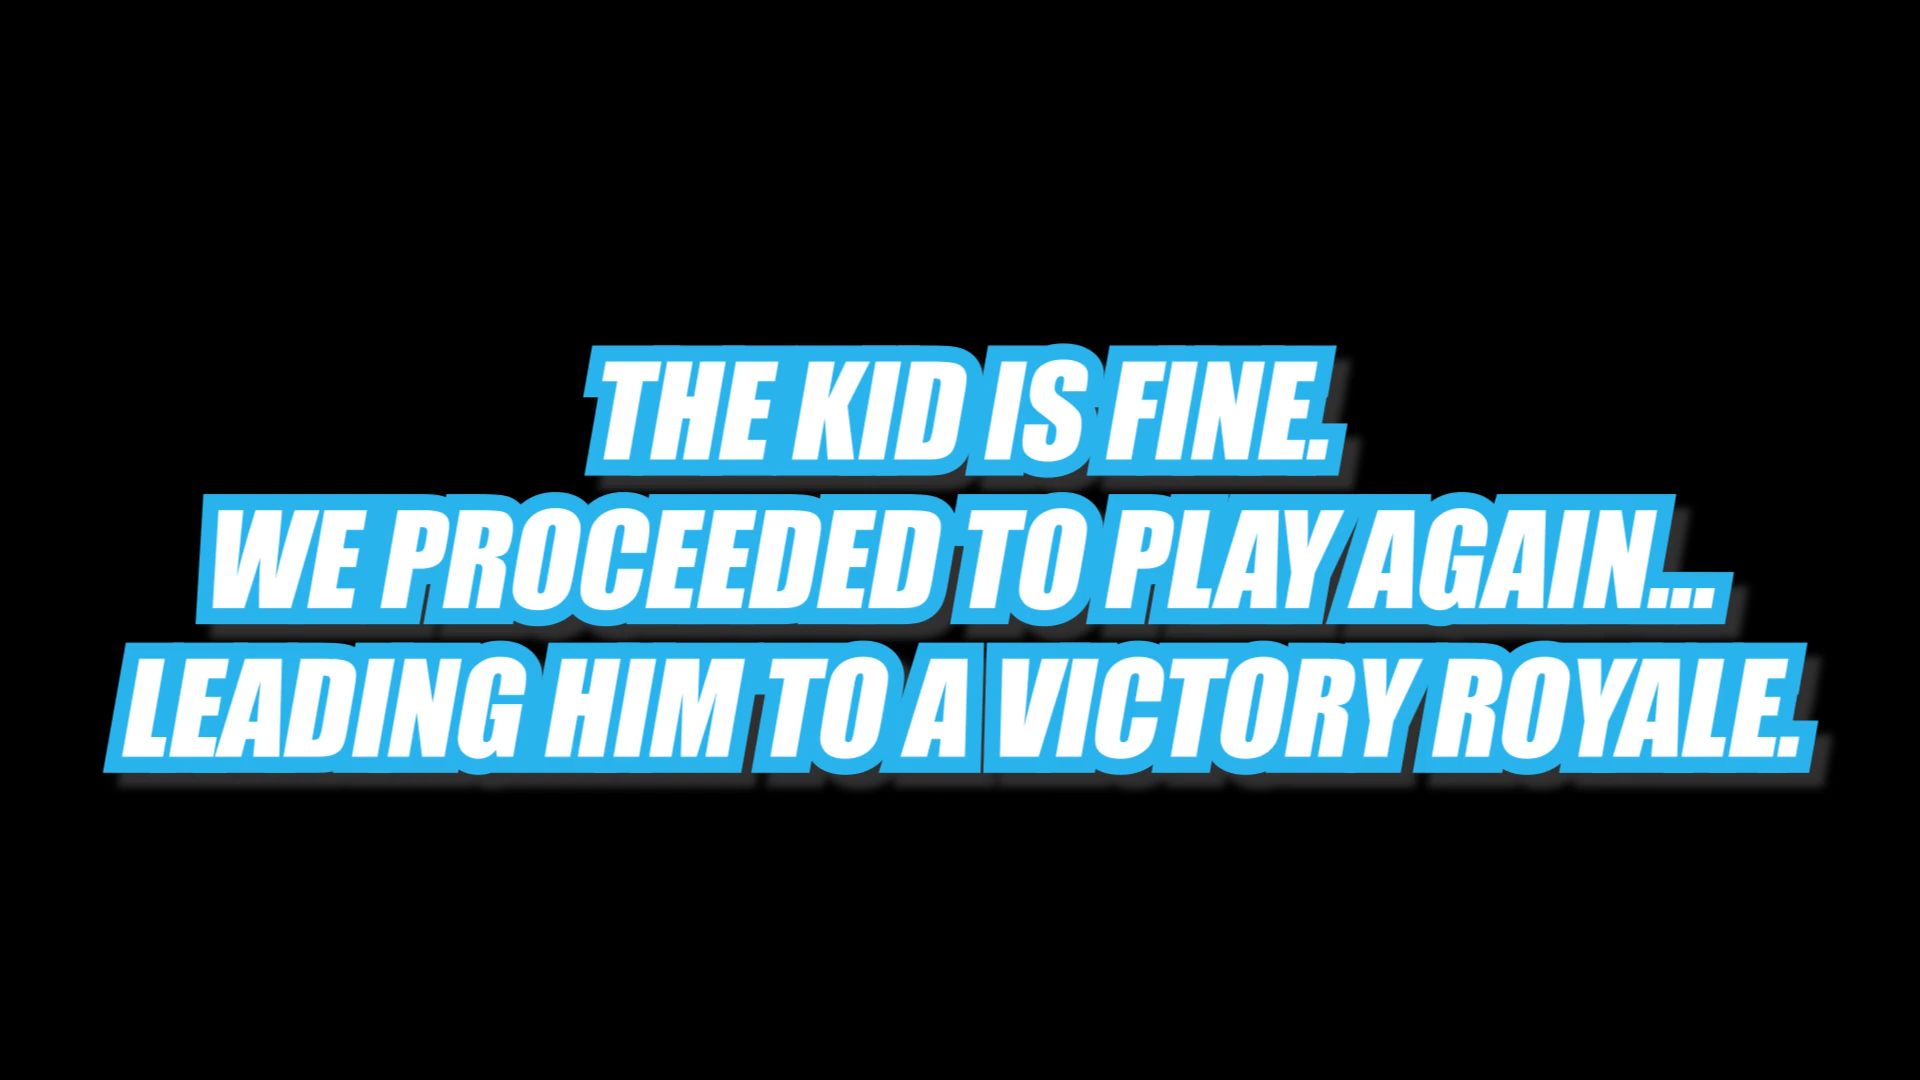 THE KID IS FINE.
WE PROCEEDED TO PLAY AGAIN...
LEADING HIM TO A VICTORY ROYALE.